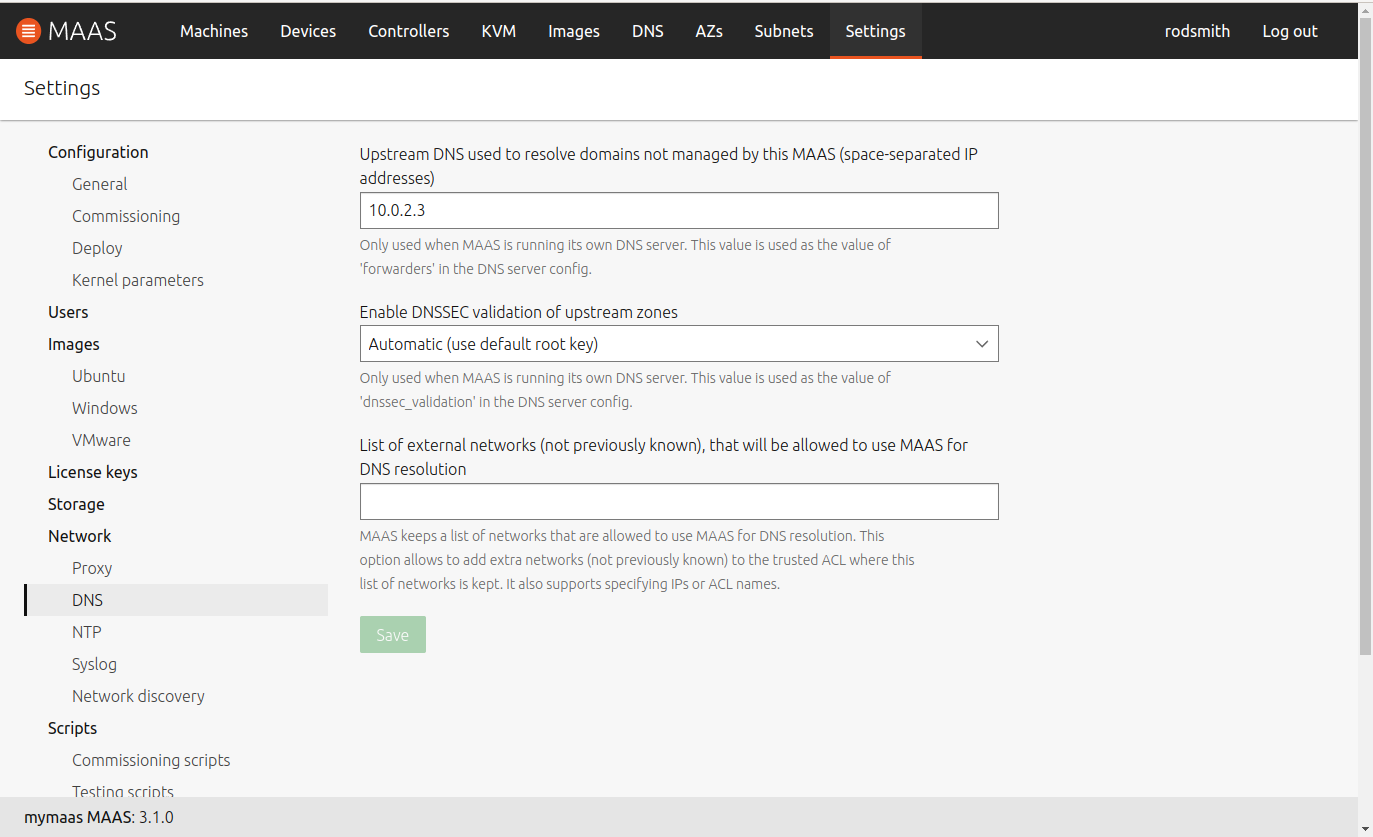 MAAS Machines Devices Controllers KVM Images DNS AZs Subnets Settings rodsmith Log out
Settings
Configuration
General
Commissioning
Deploy
Kernel parameters
Users
Images
Ubuntu
Windows
VMware
License keys
Storage
Network
Proxy
DNS
NTP
Syslog
Network discovery
Scripts
Commissioning scripts
Testing scripts
Upstream DNS used to resolve domains not managed by this MAAS (space-separated IP
addresses)
10.0.2.3
Only used when MAAS is running its own DNS server. This value is used as the value of
'forwarders' in the DNS server config.
Enable DNSSEC validation of upstream zones
Automatic (use default root key)
Only used when MAAS is running its own DNS server. This value is used as the value of
'dnssec_validation' in the DNS server config.
List of external networks (not previously known), that will be allowed to use MAAS for
DNS resolution
MAAS keeps a list of networks that are allowed to use MAAS for DNS resolution. This
option allows to add extra networks (not previously known) to the trusted ACL where this
list of networks is kept. It also supports specifying IPs or ACL names.
Save
mymaas MAAS: 3.1.0